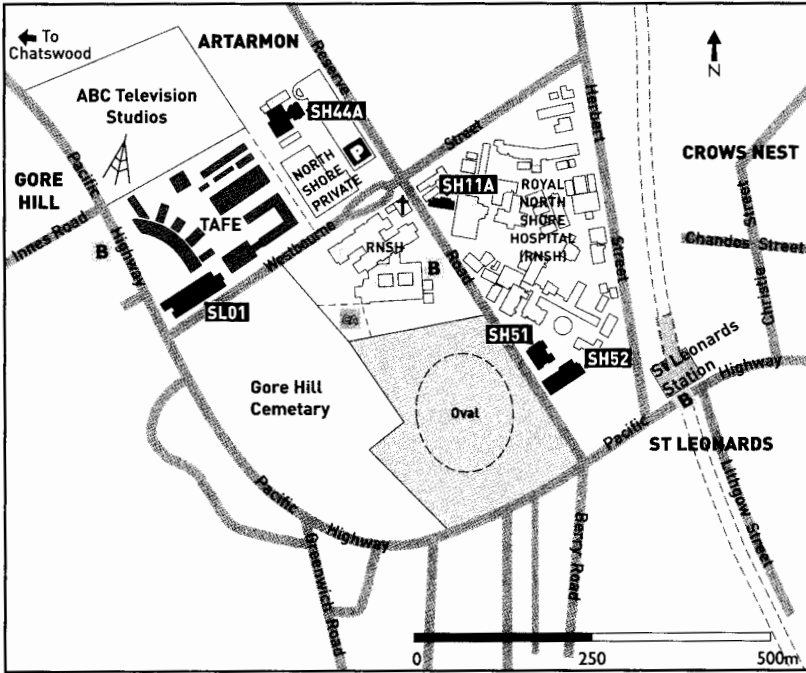 To
Chatswood
ARTARMON
Reserve
N
ABC Television
Studios
SH44A
Street
Herbert
Pacific
P
NORTH
SHORE
PRIVATE
CROWS NEST
GORE
HILL
SH11A
ROYAL
NORTH
SHORE
HOSPITAL
(RNSH)
Street
TAFE
Innes Road
Highway
B
Westbourne
RNSH
B
Road
Street
Chandos Street
Christie
SL01
SH51
SH52
St Leonards
Station
Highway
B
Gore Hill
Cemetary
Oval
Pacific
ST LEONARDS
Pacific
Highway
Lithgow Street
Greenwich Road
Berry Road
0
250
500m